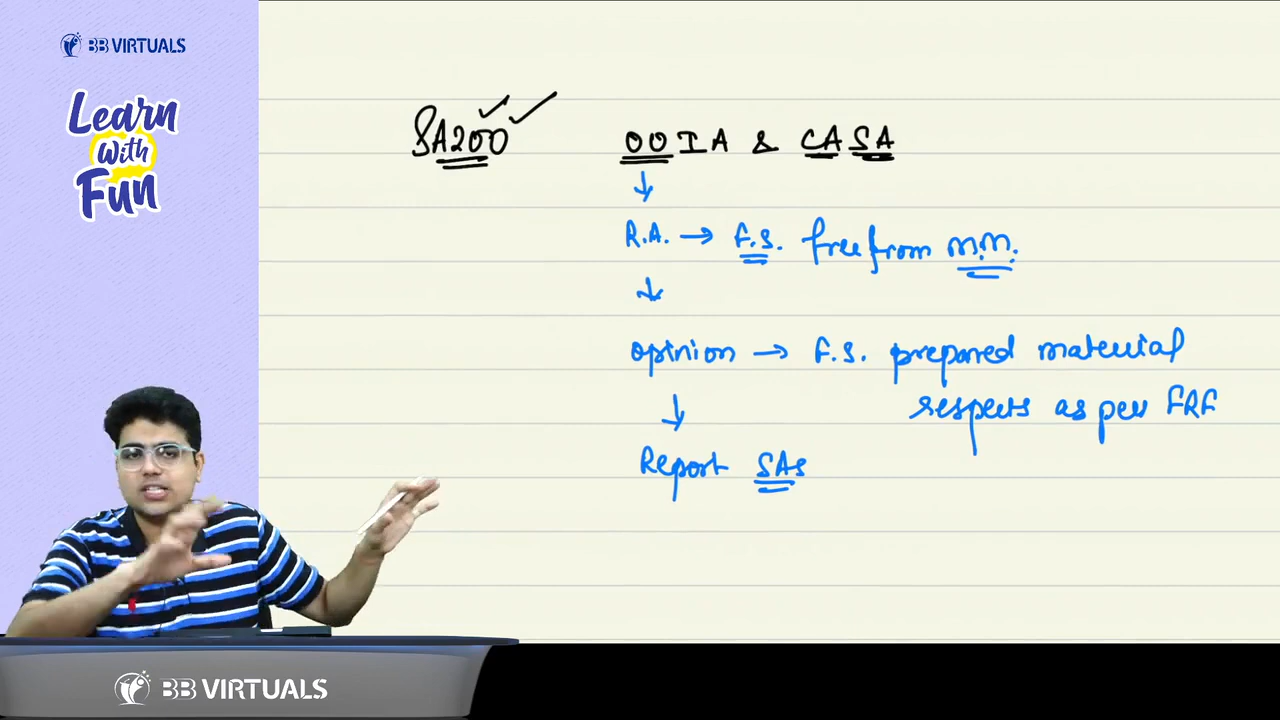 BB VIRTUALS
Learn
With
Fun
SA200 OOIA & CASA
R.A. → F.S. free from M.M.
opinion → F.S. prepared material
respects as per FRF
Report SAs
BB VIRTUALS